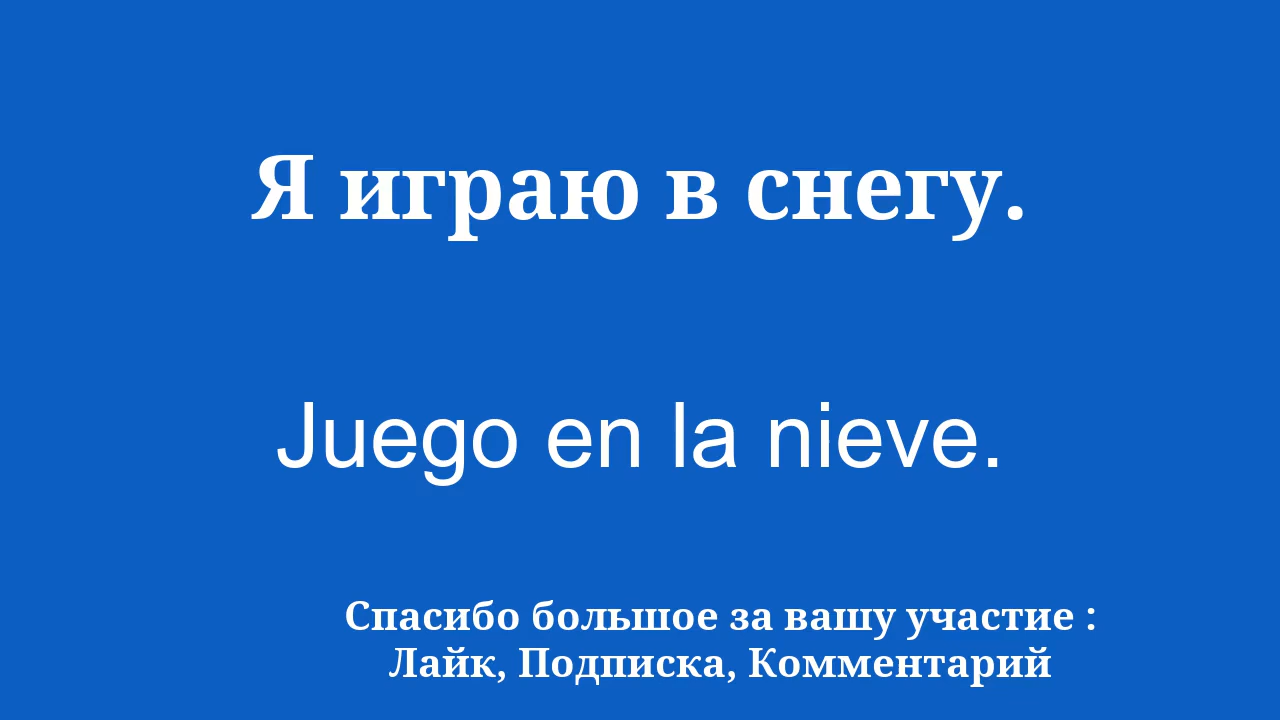 Я играю в снегу.
Juego en la nieve.
Спасибо большое за вашу участие :
Лайк, Подписка, Комментарий